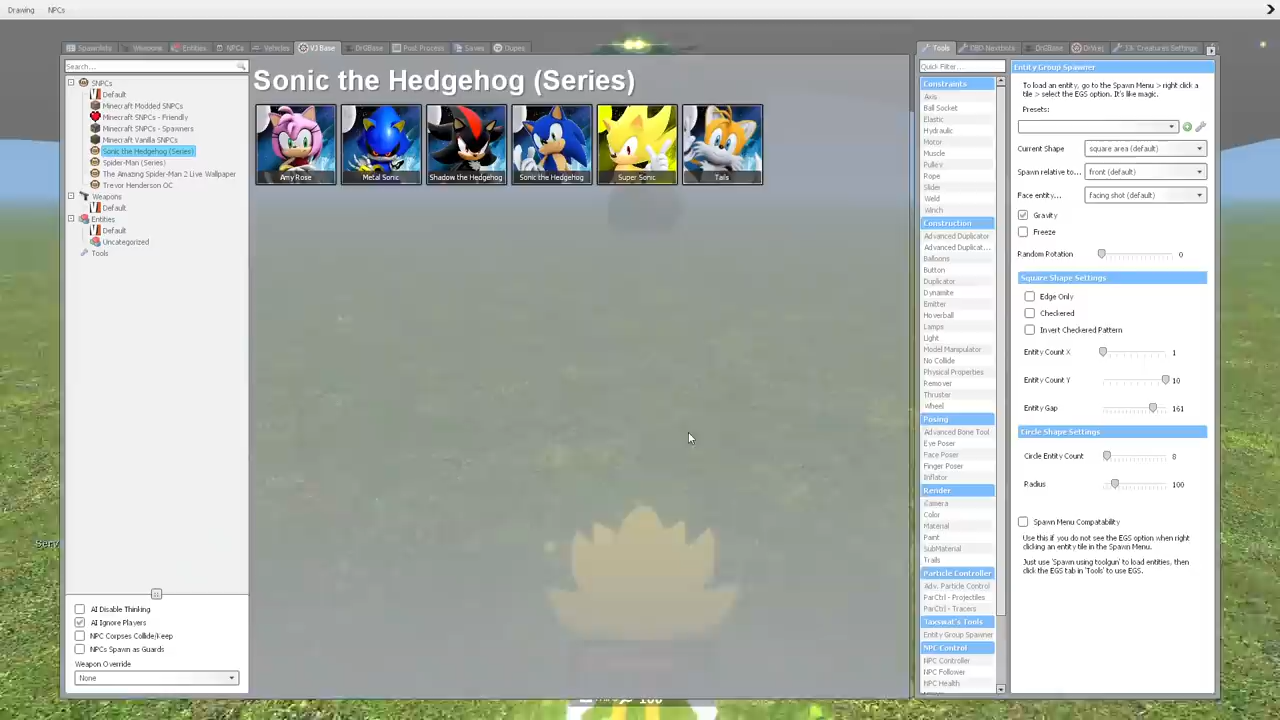 Drawing NPCs
Spawnlists Weapons Entities NPCs Vehicles VJ Base DrGBase Post Process Saves Dupes
Search...
SNPCs
Default
Minecraft Modded SNPCs
Minecraft SNPCs - Friendly
Minecraft SNPCs - Spawners
Minecraft Vanilla SNPCs
Sonic the Hedgehog (Series)
Spider-Man (Series)
The Amazing Spider-Man 2 Live Wallpaper
Trevor Henderson OC
Weapons
Default
Entities
Default
Uncategorized
Tools
AI Disable Thinking
AI Ignore Players
NPC Corpses Collide/Keep
NPCs Spawn as Guards
Weapon Override
None
Sonic the Hedgehog (Series)
Amy Rose
Metal Sonic
Shadow the Hedgehog
Sonic the Hedgehog
Super Sonic
Tails
Tools DrGBase
Quick Filter...
Constraints
Axis
Ball Socket
Elastic
Hydraulic
Motor
Muscle
Pulley
Rope
Slider
Weld
Winch
Construction
Advanced Duplicator
Advanced Duplicat...
Balloons
Button
Duplicator
Dynamite
Emitter
Hoverball
Lamps
Light
Model Manipulator
No Collide
Physical Properties
Remover
Thruster
Wheel
Posing
Advanced Bone Tool
Eye Poser
Face Poser
Finger Poser
Inflator
Render
Camera
Color
Material
Paint
SubMaterial
Trails
Particle Controller
Adv. Particle Control
ParCtrl - Projectiles
ParCtrl - Tracers
Taxswat's Tools
Entity Group Spawner
NPC Control
NPC Controller
NPC Follower
NPC Health
Entity Group Spawner
To load an entity, go to the Spawn Menu > right click a
tile > select the EGS option. It's like magic.
Presets:
Current Shape square area (default)
Spawn relative to... front (default)
Face entity... facing shot (default)
Gravity
Freeze
Random Rotation 0
Square Shape Settings
Edge Only
Checkered
Invert Checkered Pattern
Entity Count X 1
Entity Count Y 10
Entity Gap 161
Circle Shape Settings
Circle Entity Count 8
Radius 100
Spawn Menu Compatability
Use this if you do not see the EGS option when right
clicking an entity tile in the Spawn Menu.
Just use 'Spawn using toolgun' to load entities, then
click the EGS tab in 'Tools' to use EGS.